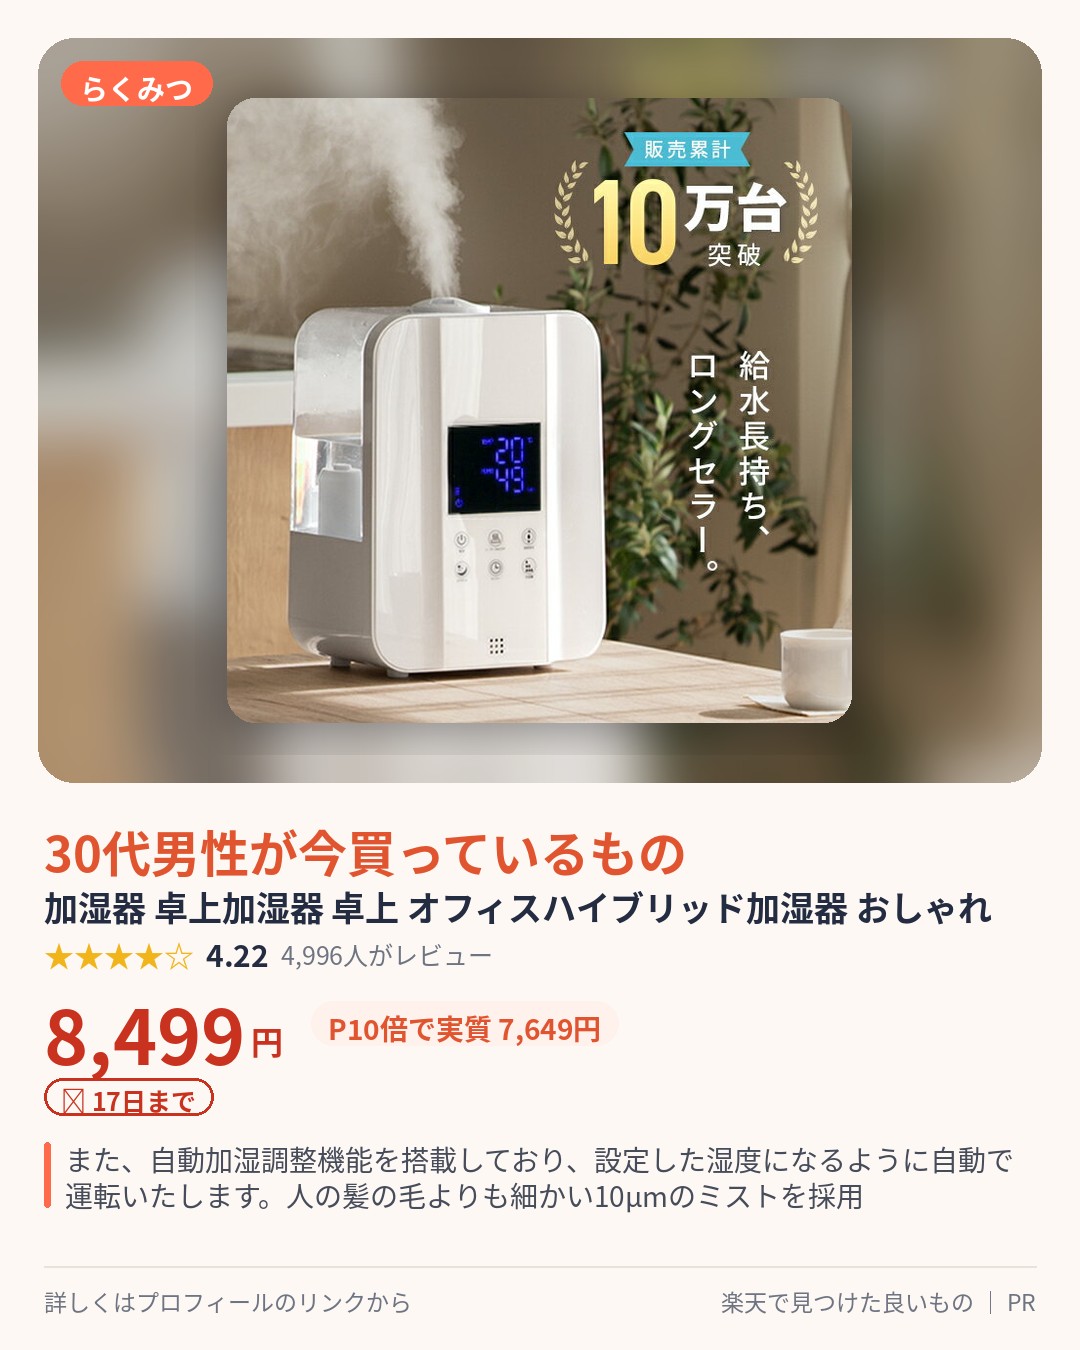 らくみつ
販売累計
10万台
突破
給水長持ち、
ロングセラー。
20
49
30代男性が今買っているもの
加湿器 卓上加湿器 卓上 オフィスハイブリッド加湿器 おしゃれ
★★★★☆ 4.22 4,996人がレビュー
8,499円 P10倍で実質 7,649円
17日まで
また、自動加湿調整機能を搭載しており、設定した湿度になるように自動で
運転いたします。人の髪の毛よりも細かい10μmのミストを採用
詳しくはプロフィールのリンクから
楽天で見つけた良いもの｜PR